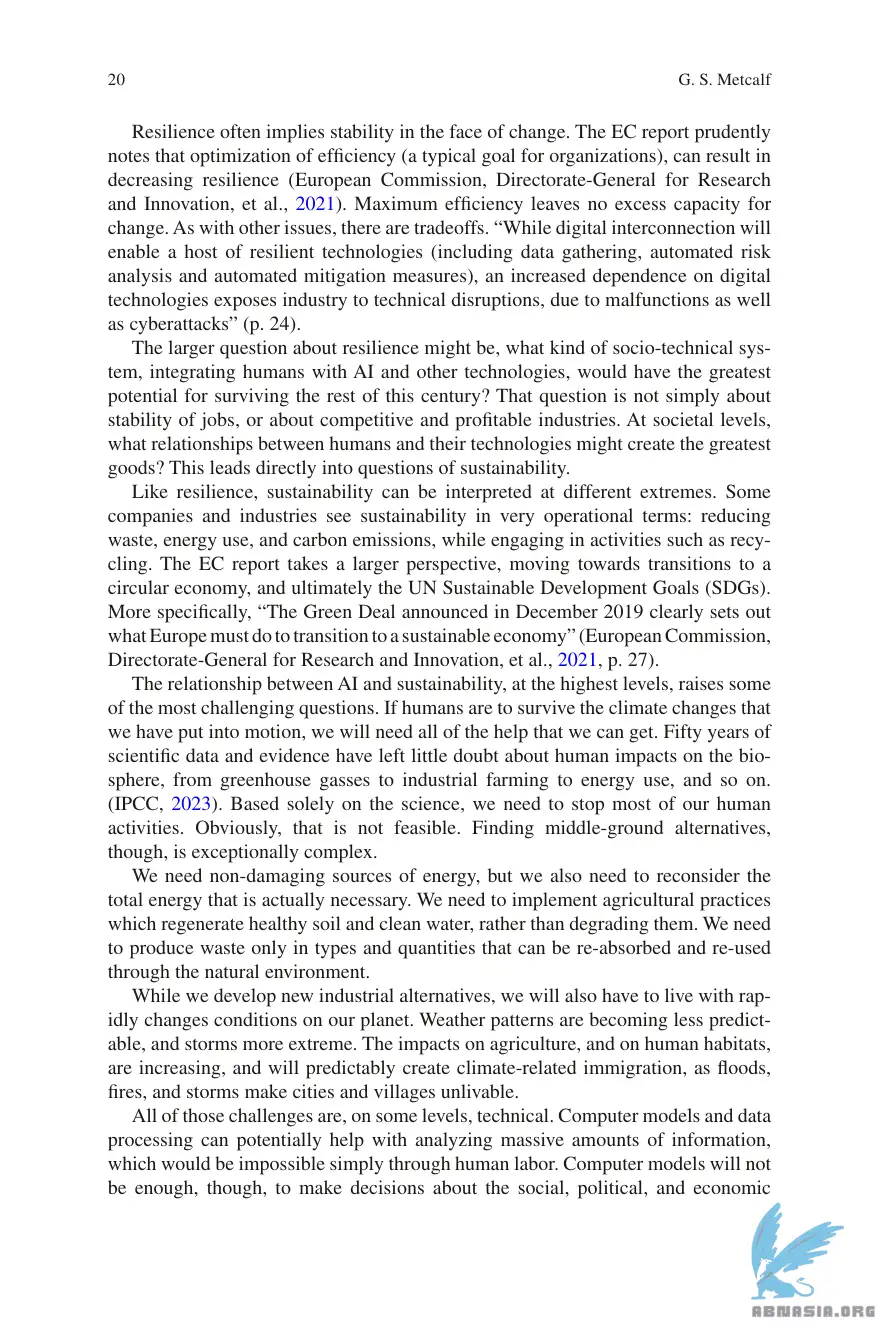 20 G. S. Metcalf
Resilience often implies stability in the face of change. The EC report prudently
notes that optimization of efficiency (a typical goal for organizations), can result in
decreasing resilience (European Commission, Directorate-General for Research
and Innovation, et al., 2021). Maximum efficiency leaves no excess capacity for
change. As with other issues, there are tradeoffs. “While digital interconnection will
enable a host of resilient technologies (including data gathering, automated risk
analysis and automated mitigation measures), an increased dependence on digital
technologies exposes industry to technical disruptions, due to malfunctions as well
as cyberattacks” (p. 24).
The larger question about resilience might be, what kind of socio-technical sys-
tem, integrating humans with AI and other technologies, would have the greatest
potential for surviving the rest of this century? That question is not simply about
stability of jobs, or about competitive and profitable industries. At societal levels,
what relationships between humans and their technologies might create the greatest
goods? This leads directly into questions of sustainability.
Like resilience, sustainability can be interpreted at different extremes. Some
companies and industries see sustainability in very operational terms: reducing
waste, energy use, and carbon emissions, while engaging in activities such as recy-
cling. The EC report takes a larger perspective, moving towards transitions to a
circular economy, and ultimately the UN Sustainable Development Goals (SDGs).
More specifically, “The Green Deal announced in December 2019 clearly sets out
what Europe must do to transition to a sustainable economy” (European Commission,
Directorate-General for Research and Innovation, et al., 2021, p. 27).
The relationship between AI and sustainability, at the highest levels, raises some
of the most challenging questions. If humans are to survive the climate changes that
we have put into motion, we will need all of the help that we can get. Fifty years of
scientific data and evidence have left little doubt about human impacts on the bio-
sphere, from greenhouse gasses to industrial farming to energy use, and so on.
(IPCC, 2023). Based solely on the science, we need to stop most of our human
activities. Obviously, that is not feasible. Finding middle-ground alternatives,
though, is exceptionally complex.
We need non-damaging sources of energy, but we also need to reconsider the
total energy that is actually necessary. We need to implement agricultural practices
which regenerate healthy soil and clean water, rather than degrading them. We need
to produce waste only in types and quantities that can be re-absorbed and re-used
through the natural environment.
While we develop new industrial alternatives, we will also have to live with rap-
idly changes conditions on our planet. Weather patterns are becoming less predict-
able, and storms more extreme. The impacts on agriculture, and on human habitats,
are increasing, and will predictably create climate-related immigration, as floods,
fires, and storms make cities and villages unlivable.
All of those challenges are, on some levels, technical. Computer models and data
processing can potentially help with analyzing massive amounts of information,
which would be impossible simply through human labor. Computer models will not
be enough, though, to make decisions about the social, political, and economic
ABNASIA.ORG